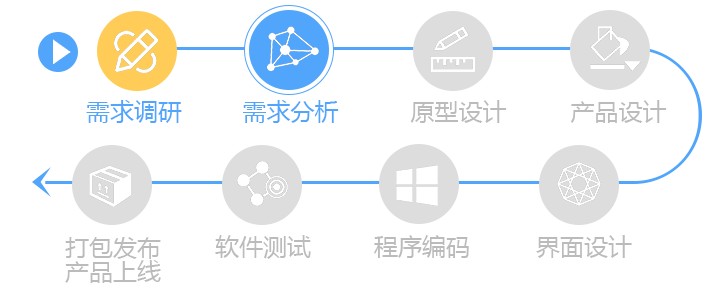 需求调研
需求分析
原型设计
产品设计
界面设计
程序编码
软件测试
打包发布
产品上线